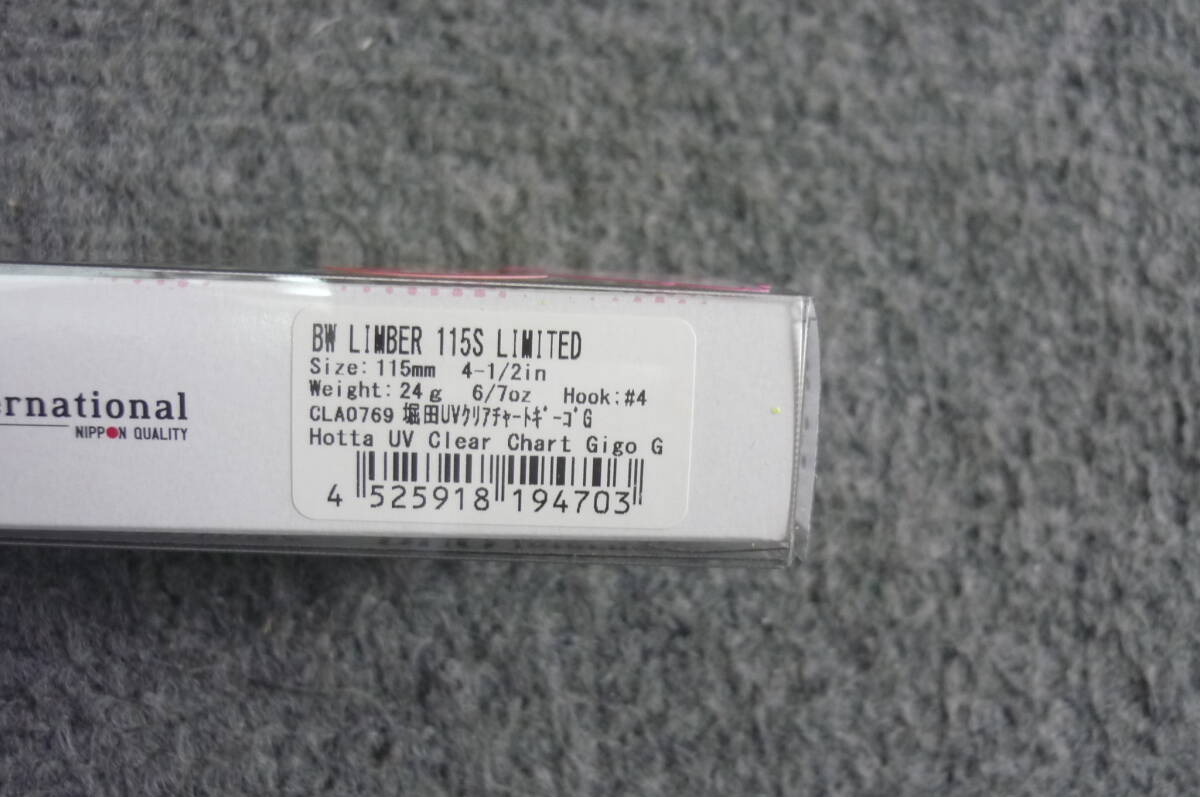 ernational
NIPPON QUALITY
BW LIMBER 115S LIMITED
Size: 115mm 4-1/2in
Weight: 24g 6/7oz Hook:#4
CLA0769 堀田UVｸﾘｱﾁｬｰﾄｷﾞｰｺﾞG
Hotta UV Clear Chart Gigo G
4 525918 194703